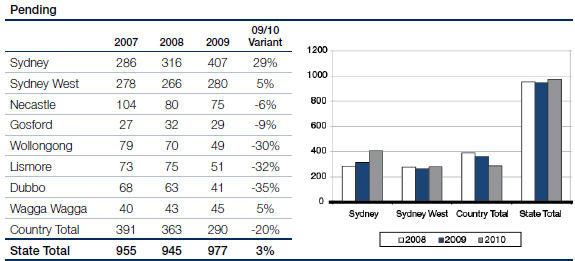 Pending
2007 2008 2009 09/10 Variant
Sydney 286 316 407 29%
Sydney West 278 266 280 5%
Necastle 104 80 75 -6%
Gosford 27 32 29 -9%
Wollongong 79 70 49 -30%
Lismore 73 75 51 -32%
Dubbo 68 63 41 -35%
Wagga Wagga 40 43 45 5%
Country Total 391 363 290 -20%
State Total 955 945 977 3%
1200
1000
800
600
400
200
0
Sydney Sydney West Country Total State Total
2008 2009 2010